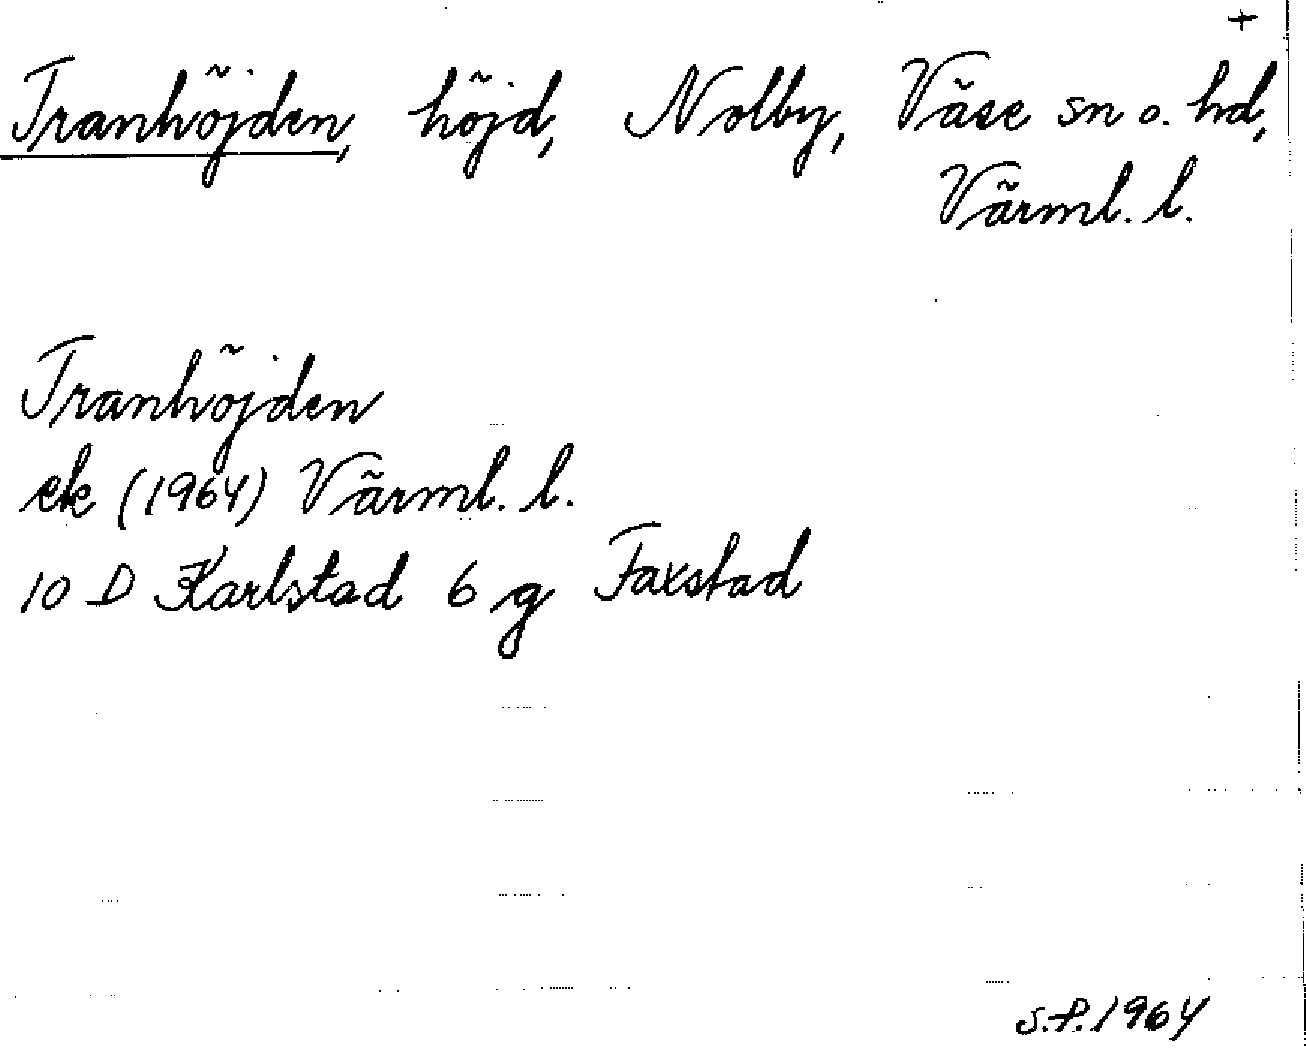 +
Tranhöjden, höjd, Nolby, Väse sn o. hd,
Värml. l.
Tranhöjden
ek (1964) Värml. l.
10 D Karlstad 6 g Faxstad
S.P. 1964